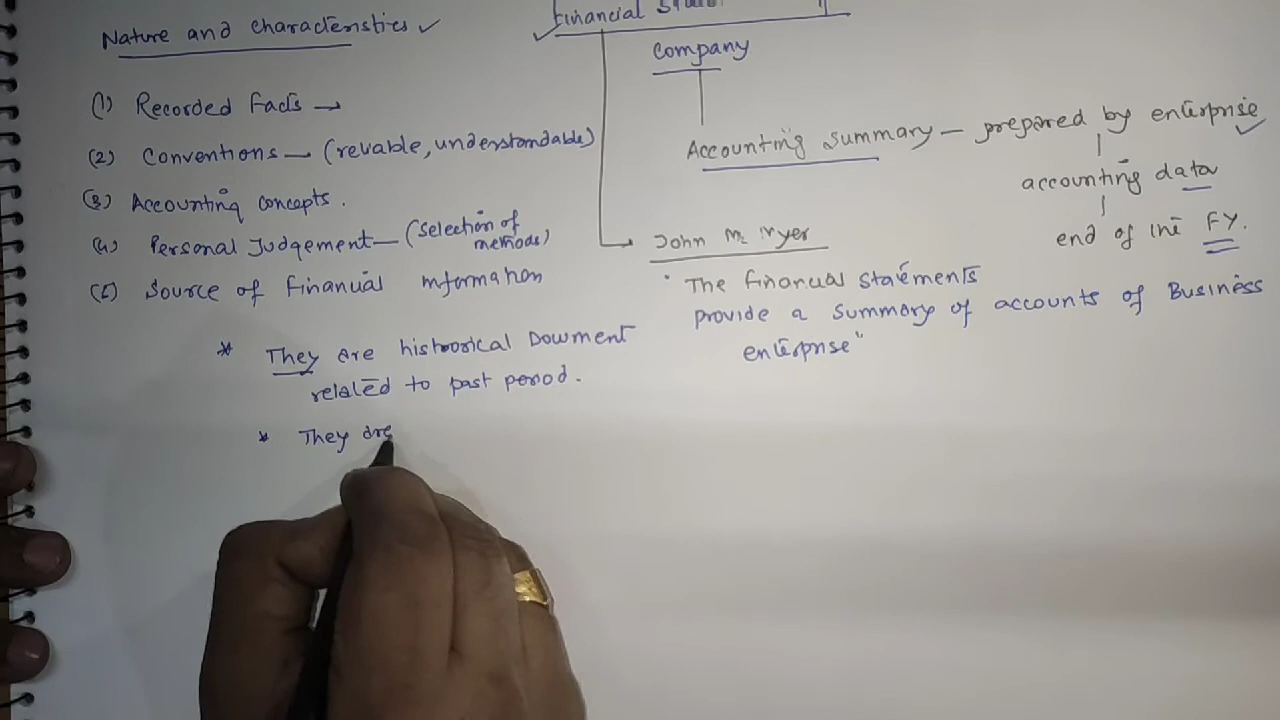 Nature and characteristics
(1) Recorded Facts →
(2) Conventions — (reliable, understandable)
(3) Accounting concepts.
(4) Personal Judgement — (Selection of methods)
(5) Source of Financial information
* They are historical Document
related to past period.
* They are
Financial
Company
Accounting summary — prepared by enterprise
accounting data
end of the FY.
John
"The financial statements
provide a summary of accounts of Business
enterprise"